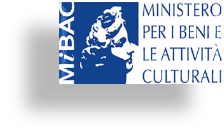 MiBAC
MINISTERO
PER I BENI E
LE ATTIVITÀ
CULTURALI